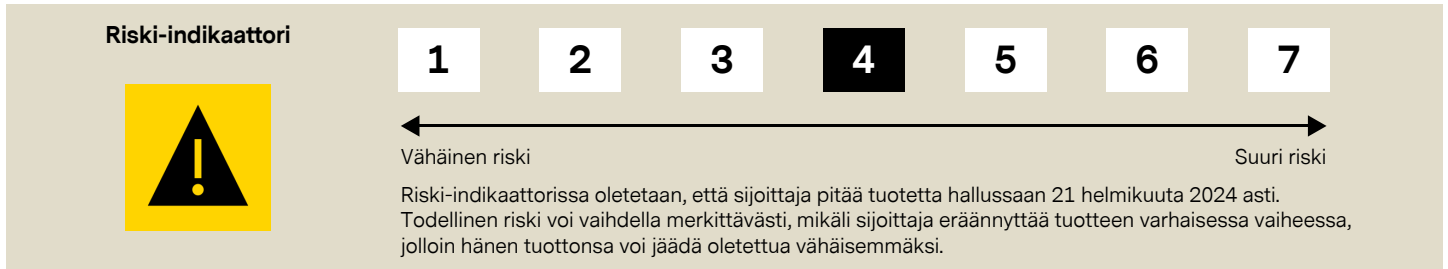 Riski-indikaattori
1 2 3 4 5 6 7
Vähäinen riski Suuri riski
Riski-indikaattorissa oletetaan, että sijoittaja pitää tuotetta hallussaan 21 helmikuuta 2024 asti.
Todellinen riski voi vaihdella merkittävästi, mikäli sijoittaja eräännyttää tuotteen varhaisessa vaiheessa,
jolloin hänen tuottonsa voi jäädä oletettua vähäisemmäksi.